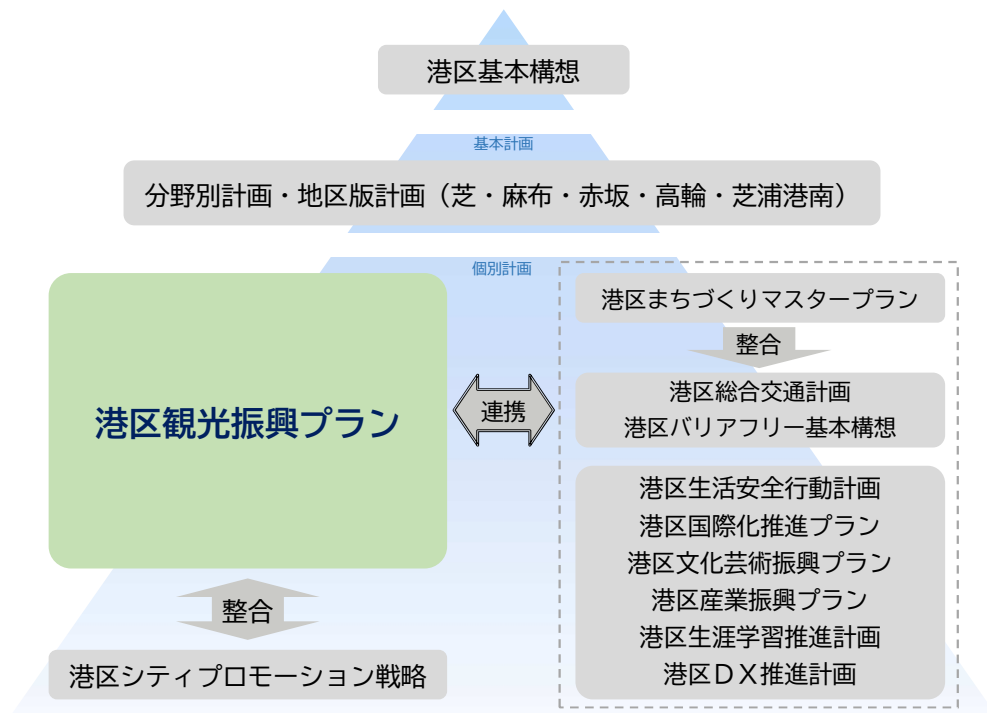 港区基本構想
基本計画
分野別計画・地区版計画（芝・麻布・赤坂・高輪・芝浦港南）
個別計画
港区観光振興プラン
整合
港区シティプロモーション戦略
連携
港区まちづくりマスタープラン
整合
港区総合交通計画
港区バリアフリー基本構想
港区生活安全行動計画
港区国際化推進プラン
港区文化芸術振興プラン
港区産業振興プラン
港区生涯学習推進計画
港区ＤＸ推進計画